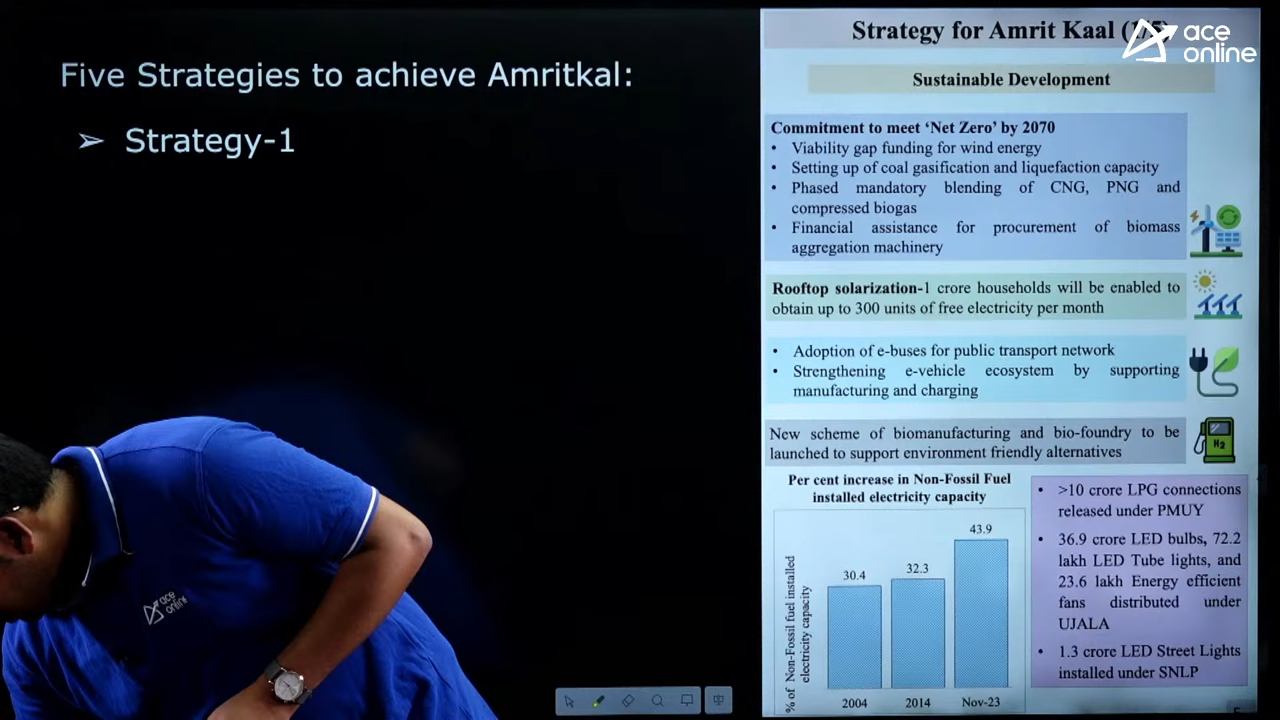 Five Strategies to achieve Amritkal:
➢ Strategy-1
Strategy for Amrit Kaal (1/5)
ace
online
Sustainable Development
Commitment to meet ‘Net Zero’ by 2070
• Viability gap funding for wind energy
• Setting up of coal gasification and liquefaction capacity
• Phased mandatory blending of CNG, PNG and
compressed biogas
• Financial assistance for procurement of biomass
aggregation machinery
Rooftop solarization-1 crore households will be enabled to
obtain up to 300 units of free electricity per month
• Adoption of e-buses for public transport network
• Strengthening e-vehicle ecosystem by supporting
manufacturing and charging
New scheme of biomanufacturing and bio-foundry to be
launched to support environment friendly alternatives
H2
Per cent increase in Non-Fossil Fuel
installed electricity capacity
% of Non-Fossil fuel installed
electricity capacity
30.4
32.3
43.9
2004
2014
Nov-23
• >10 crore LPG connections
released under PMUY
• 36.9 crore LED bulbs, 72.2
lakh LED Tube lights, and
23.6 lakh Energy efficient
fans distributed under
UJALA
• 1.3 crore LED Street Lights
installed under SNLP
ace
online